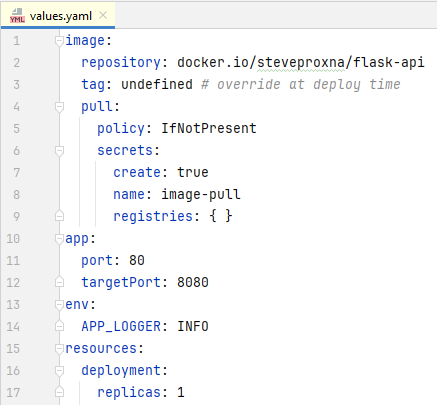 YML values.yaml
1 image:
2   repository: docker.io/steveproxna/flask-api
3   tag: undefined # override at deploy time
4   pull:
5     policy: IfNotPresent
6     secrets:
7       create: true
8       name: image-pull
9       registries: { }
10 app:
11   port: 80
12   targetPort: 8080
13 env:
14   APP_LOGGER: INFO
15 resources:
16   deployment:
17     replicas: 1